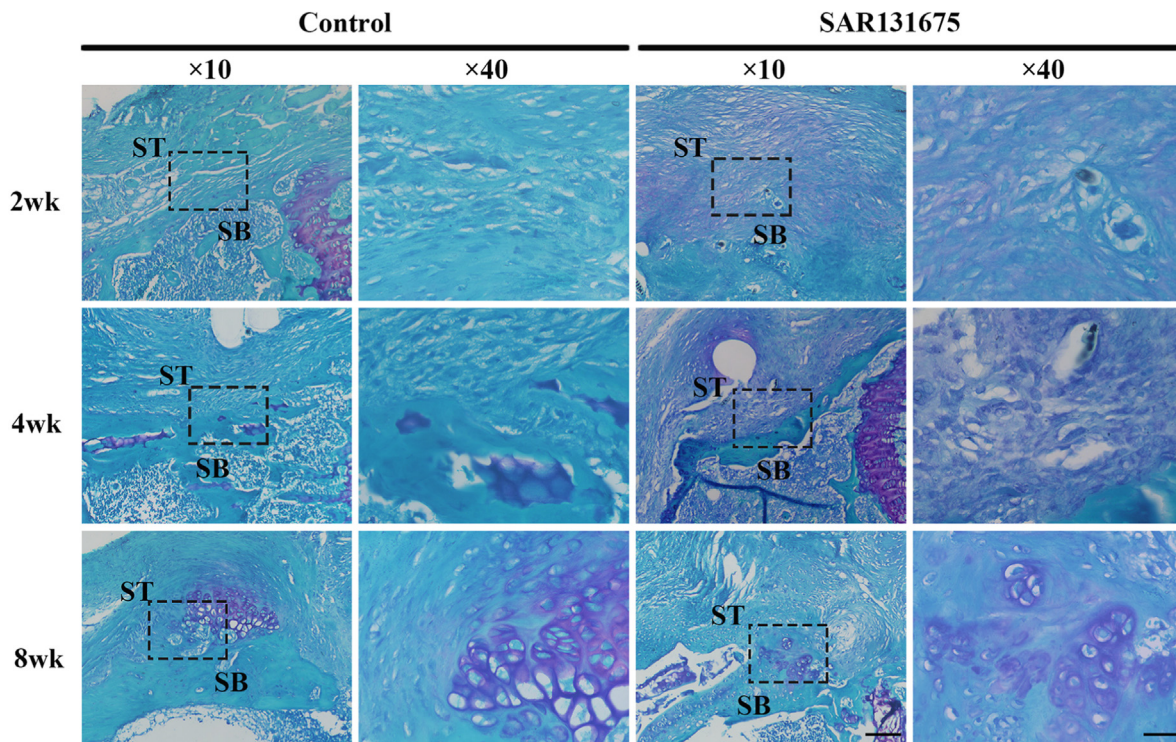 Control SAR131675
×10 ×40 ×10 ×40
2wk ST SB ST SB
4wk ST SB ST SB
8wk ST SB ST SB